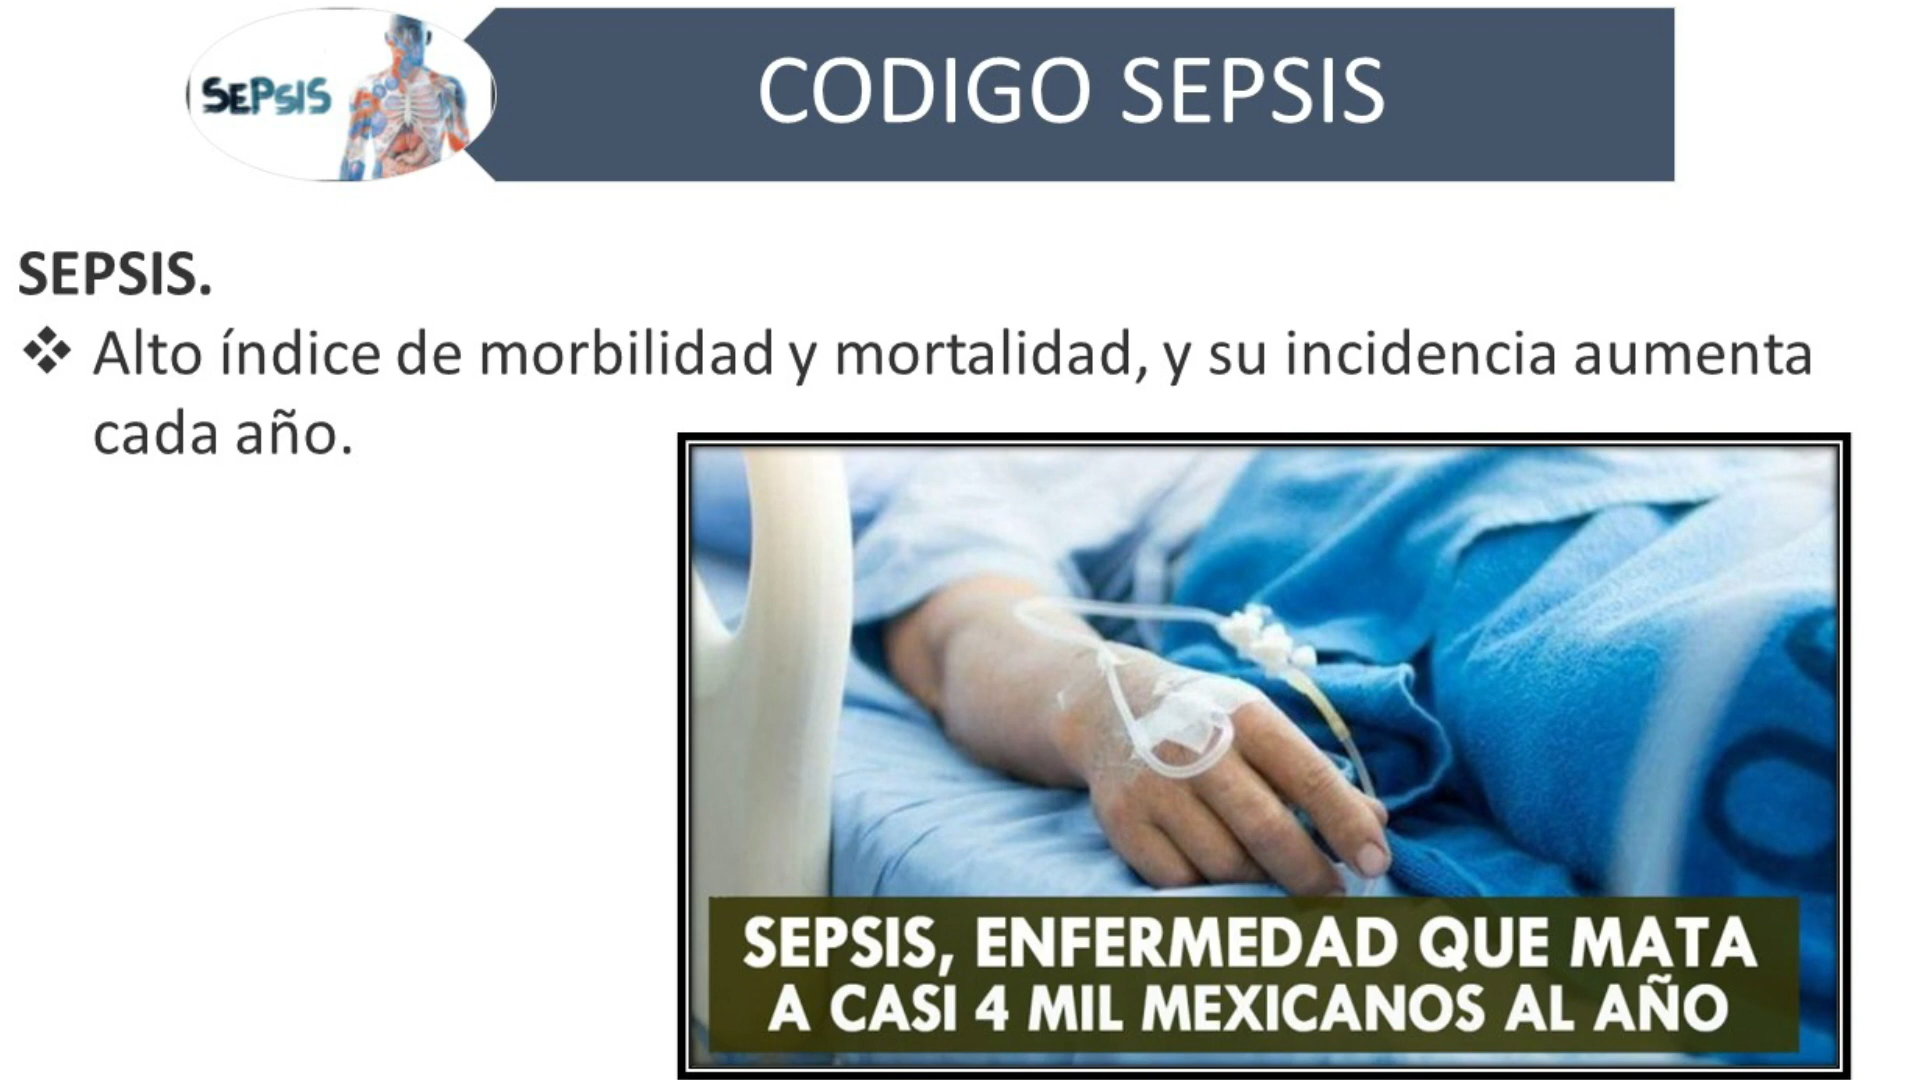 SEPSIS
CODIGO SEPSIS
SEPSIS.
❖ Alto índice de morbilidad y mortalidad, y su incidencia aumenta
cada año.
SEPSIS, ENFERMEDAD QUE MATA
A CASI 4 MIL MEXICANOS AL AÑO